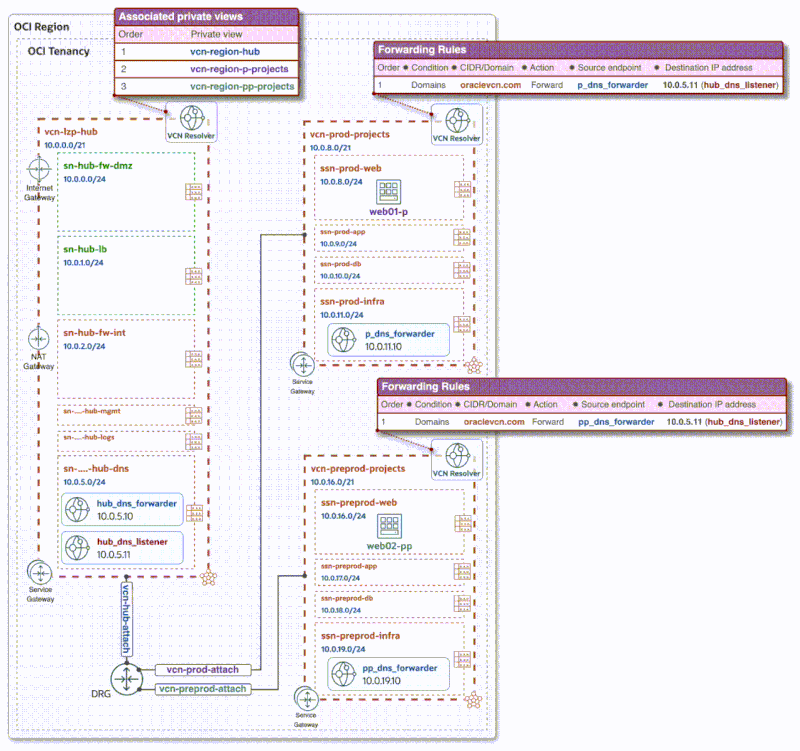 OCI Region
OCI Tenancy
Associated private views
Order Private view
1 vcn-region-hub
2 vcn-region-p-projects
3 vcn-region-pp-projects
VCN Resolver
Forwarding Rules
Order Condition CIDR/Domain Action Source endpoint Destination IP address
1 Domains oraclevcn.com Forward p_dns_forwarder 10.0.5.11 (hub_dns_listener)
VCN Resolver
vcn-lzp-hub
10.0.0.0/21
sn-hub-fw-dmz
10.0.0.0/24
Internet
Gateway
sn-hub-lb
10.0.1.0/24
sn-hub-fw-int
10.0.2.0/24
NAT
Gateway
sn-....-hub-mgmt
sn-....-hub-logs
sn-....-hub-dns
10.0.5.0/24
hub_dns_forwarder
10.0.5.10
hub_dns_listener
10.0.5.11
Service
Gateway
vcn-hub-attach
DRG
vcn-prod-attach
vcn-preprod-attach
vcn-prod-projects
10.0.8.0/21
ssn-prod-web
10.0.8.0/24
web01-p
ssn-prod-app
10.0.9.0/24
ssn-prod-db
10.0.10.0/24
ssn-prod-infra
10.0.11.0/24
p_dns_forwarder
10.0.11.10
Service
Gateway
Forwarding Rules
Order Condition CIDR/Domain Action Source endpoint Destination IP address
1 Domains oraclevcn.com Forward pp_dns_forwarder 10.0.5.11 (hub_dns_listener)
VCN Resolver
vcn-preprod-projects
10.0.16.0/21
ssn-preprod-web
10.0.16.0/24
web02-pp
ssn-preprod-app
10.0.17.0/24
ssn-preprod-db
10.0.18.0/24
ssn-preprod-infra
10.0.19.0/24
pp_dns_forwarder
10.0.19.10
Service
Gateway